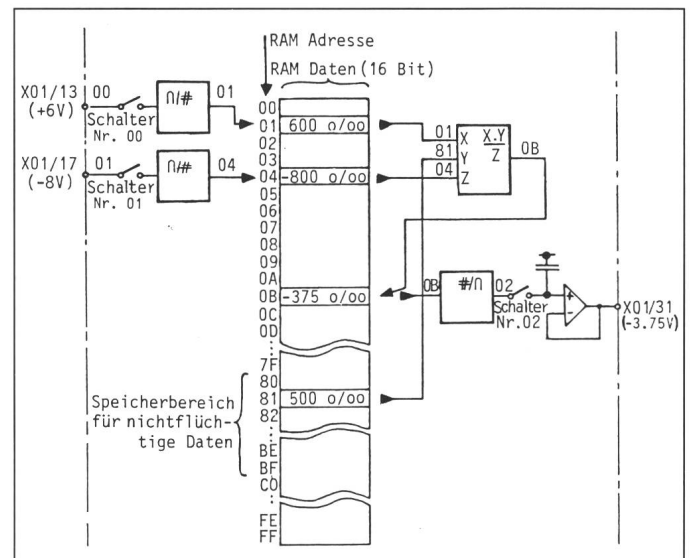 RAM Adresse
RAM Daten (16 Bit)
X01/13
(+6V)
00
Schalter
Nr. 00
∩/#
01
X01/17
(-8V)
01
Schalter
Nr. 01
∩/#
04
00
01
600 o/oo
02
03
04
-800 o/oo
05
06
07
08
09
0A
0B
-375 o/oo
0C
0D
:
7F
80
81
500 o/oo
82
:
BE
BF
C0
:
FE
FF
Speicherbereich
für nichtflüch-
tige Daten
01
81
04
X
Y
Z
X.Y
Z
0B
0B
#/∩
02
Schalter
Nr.02
+
-
X01/31
(-3.75V)